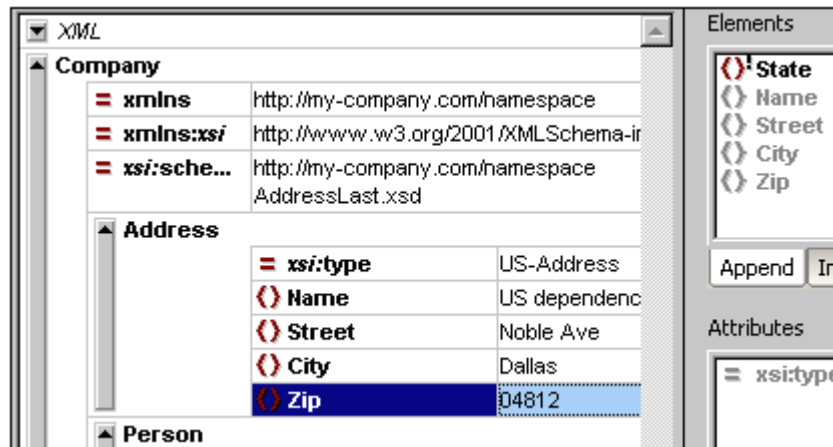 XML
Company
= xmlns http://my-company.com/namespace
= xmlns:xsi http://www.w3.org/2001/XMLSchema-in
= xsi:sche... http://my-company.com/namespace
AddressLast.xsd
Address
= xsi:type US-Address
Name US dependenc
Street Noble Ave
City Dallas
Zip 04812
Person
Elements
State
Name
Street
City
Zip
Append In
Attributes
= xsi:type